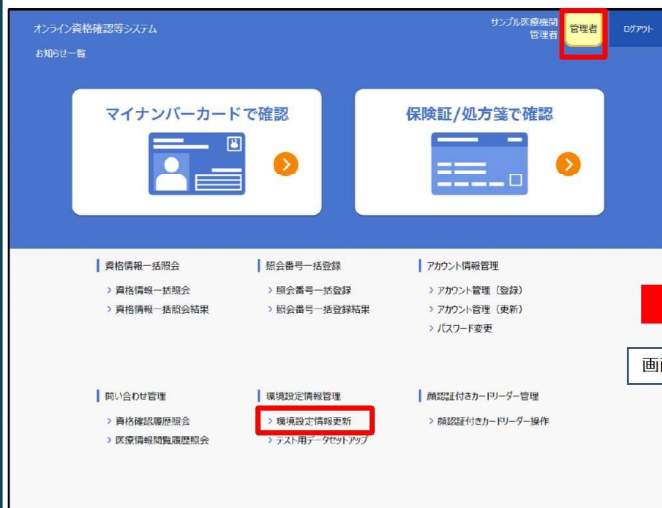 オンライン資格確認等システム
サンプル医療機関
管理者
管理者
ログアウト
お知らせ一覧
マイナンバーカードで確認
保険証/処方箋で確認
資格情報一括照会
> 資格情報一括照会
> 資格情報一括照会結果
照会番号一括登録
> 照会番号一括登録
> 照会番号一括登録結果
アカウント情報管理
> アカウント管理（登録）
> アカウント管理（更新）
> パスワード変更
問い合わせ管理
> 資格確認履歴照会
> 医療情報閲覧履歴照会
環境設定情報管理
> 環境設定情報更新
> テスト用データセットアップ
顔認証付きカードリーダー管理
> 顔認証付きカードリーダー操作